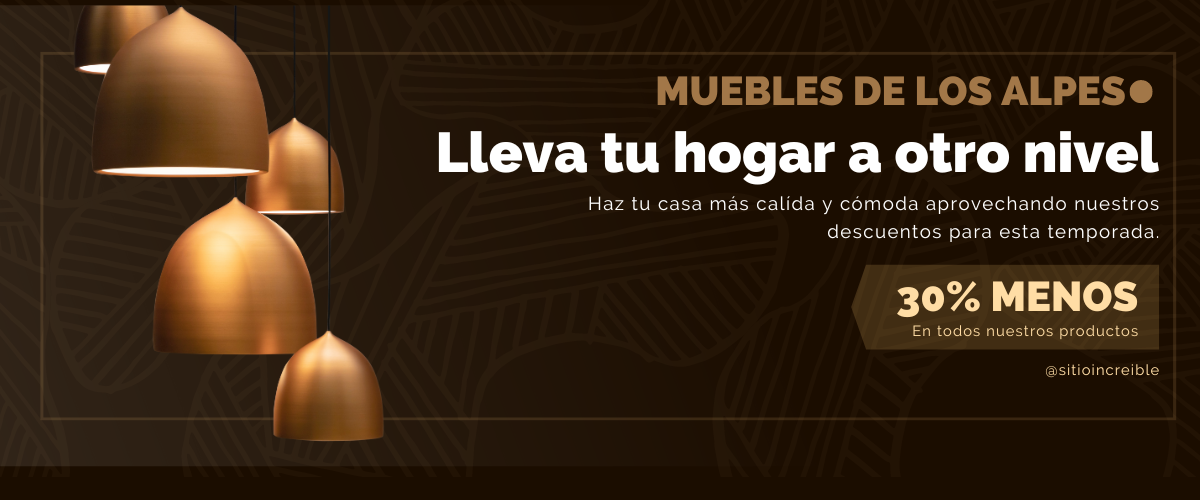 MUEBLES DE LOS ALPES
Lleva tu hogar a otro nivel
Haz tu casa más calída y cómoda aprovechando nuestros
descuentos para esta temporada.
30% MENOS
En todos nuestros productos
@sitioincreible